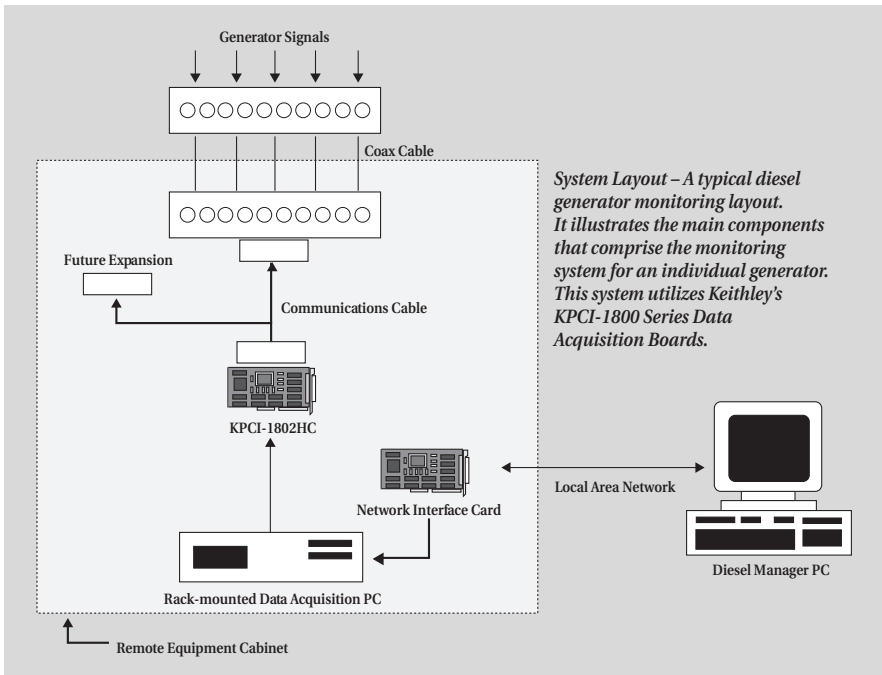 Generator Signals
Coax Cable
System Layout – A typical diesel
generator monitoring layout.
It illustrates the main components
that comprise the monitoring
system for an individual generator.
This system utilizes Keithley's
KPCI-1800 Series Data
Acquisition Boards.
Future Expansion
Communications Cable
KPCI-1802HC
Network Interface Card
Local Area Network
Diesel Manager PC
Rack-mounted Data Acquisition PC
Remote Equipment Cabinet